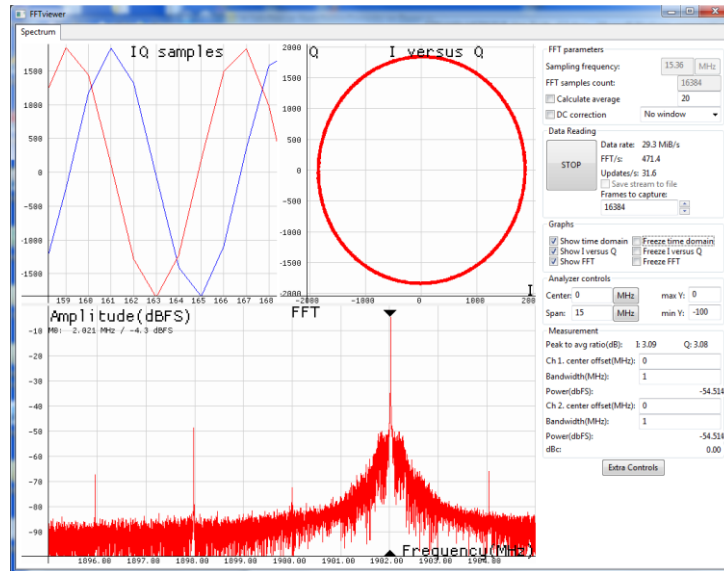 FFTviewer
Spectrum
IQ samples
1500
1000
500
0
-500
-1000
-1500
159 160 161 162 163 164 165 166 167 168
Q I versus Q
2000
1500
1000
500
0
-500
-1000
-1500
-2000
-2000 -1000 0 1000 200
I
Amplitude(dBFS) FFT
M0: 2.021 MHz / -4.3 dBFS
-10
-20
-30
-40
-50
-60
-70
-80
-90
Frequency(MHz)
1896.00 1897.00 1898.00 1899.00 1900.00 1901.00 1902.00 1903.00 1904.00
FFT parameters
Sampling frequency: 15.36 MHz
FFT samples count: 16384
Calculate average 20
DC correction No window
Data Reading
STOP
Data rate: 29.3 MiB/s
FFT/s: 471.4
Updates/s: 31.6
Save stream to file
Frames to capture:
16384
Graphs
Show time domain Freeze time domain
Show I versus Q Freeze I versus Q
Show FFT Freeze FFT
Analyzer controls
Center: 0 MHz max Y: 0
Span: 15 MHz min Y: -100
Measurement
Peak to avg ratio(dB): I: 3.09 Q: 3.08
Ch 1. center offset(MHz): 0
Bandwidth(MHz): 1
Power(dbFS): -54.514
Ch 2. center offset(MHz): 0
Bandwidth(MHz): 1
Power(dbFS): -54.514
dBc: 0.00
Extra Controls